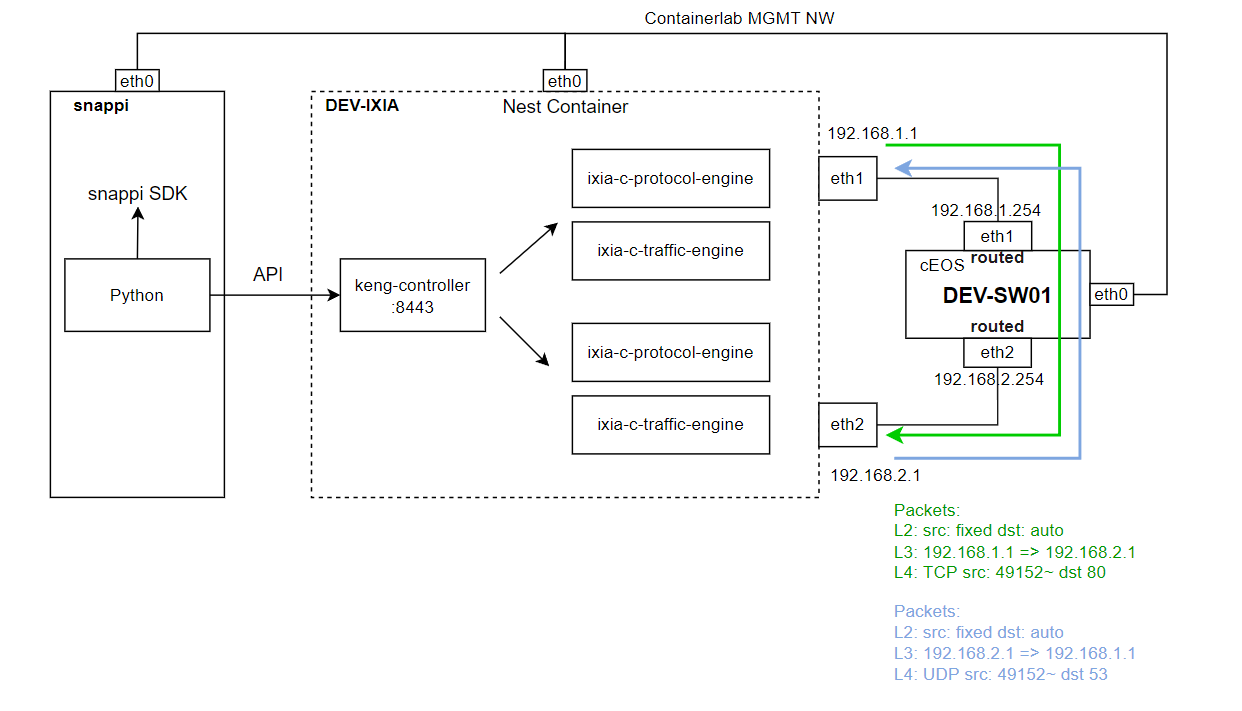 Containerlab MGMT NW
eth0
eth0
snappi
DEV-IXIA
Nest Container
192.168.1.1
ixia-c-protocol-engine
eth1
snappi SDK
192.168.1.254
eth1
ixia-c-traffic-engine
routed
cEOS
API
keng-controller
:8443
Python
DEV-SW01
eth0
routed
ixia-c-protocol-engine
eth2
192.168.2.254
ixia-c-traffic-engine
eth2
192.168.2.1
Packets:
L2: src: fixed dst: auto
L3: 192.168.1.1 => 192.168.2.1
L4: TCP src: 49152~ dst 80
Packets:
L2: src: fixed dst: auto
L3: 192.168.2.1 => 192.168.1.1
L4: UDP src: 49152~ dst 53